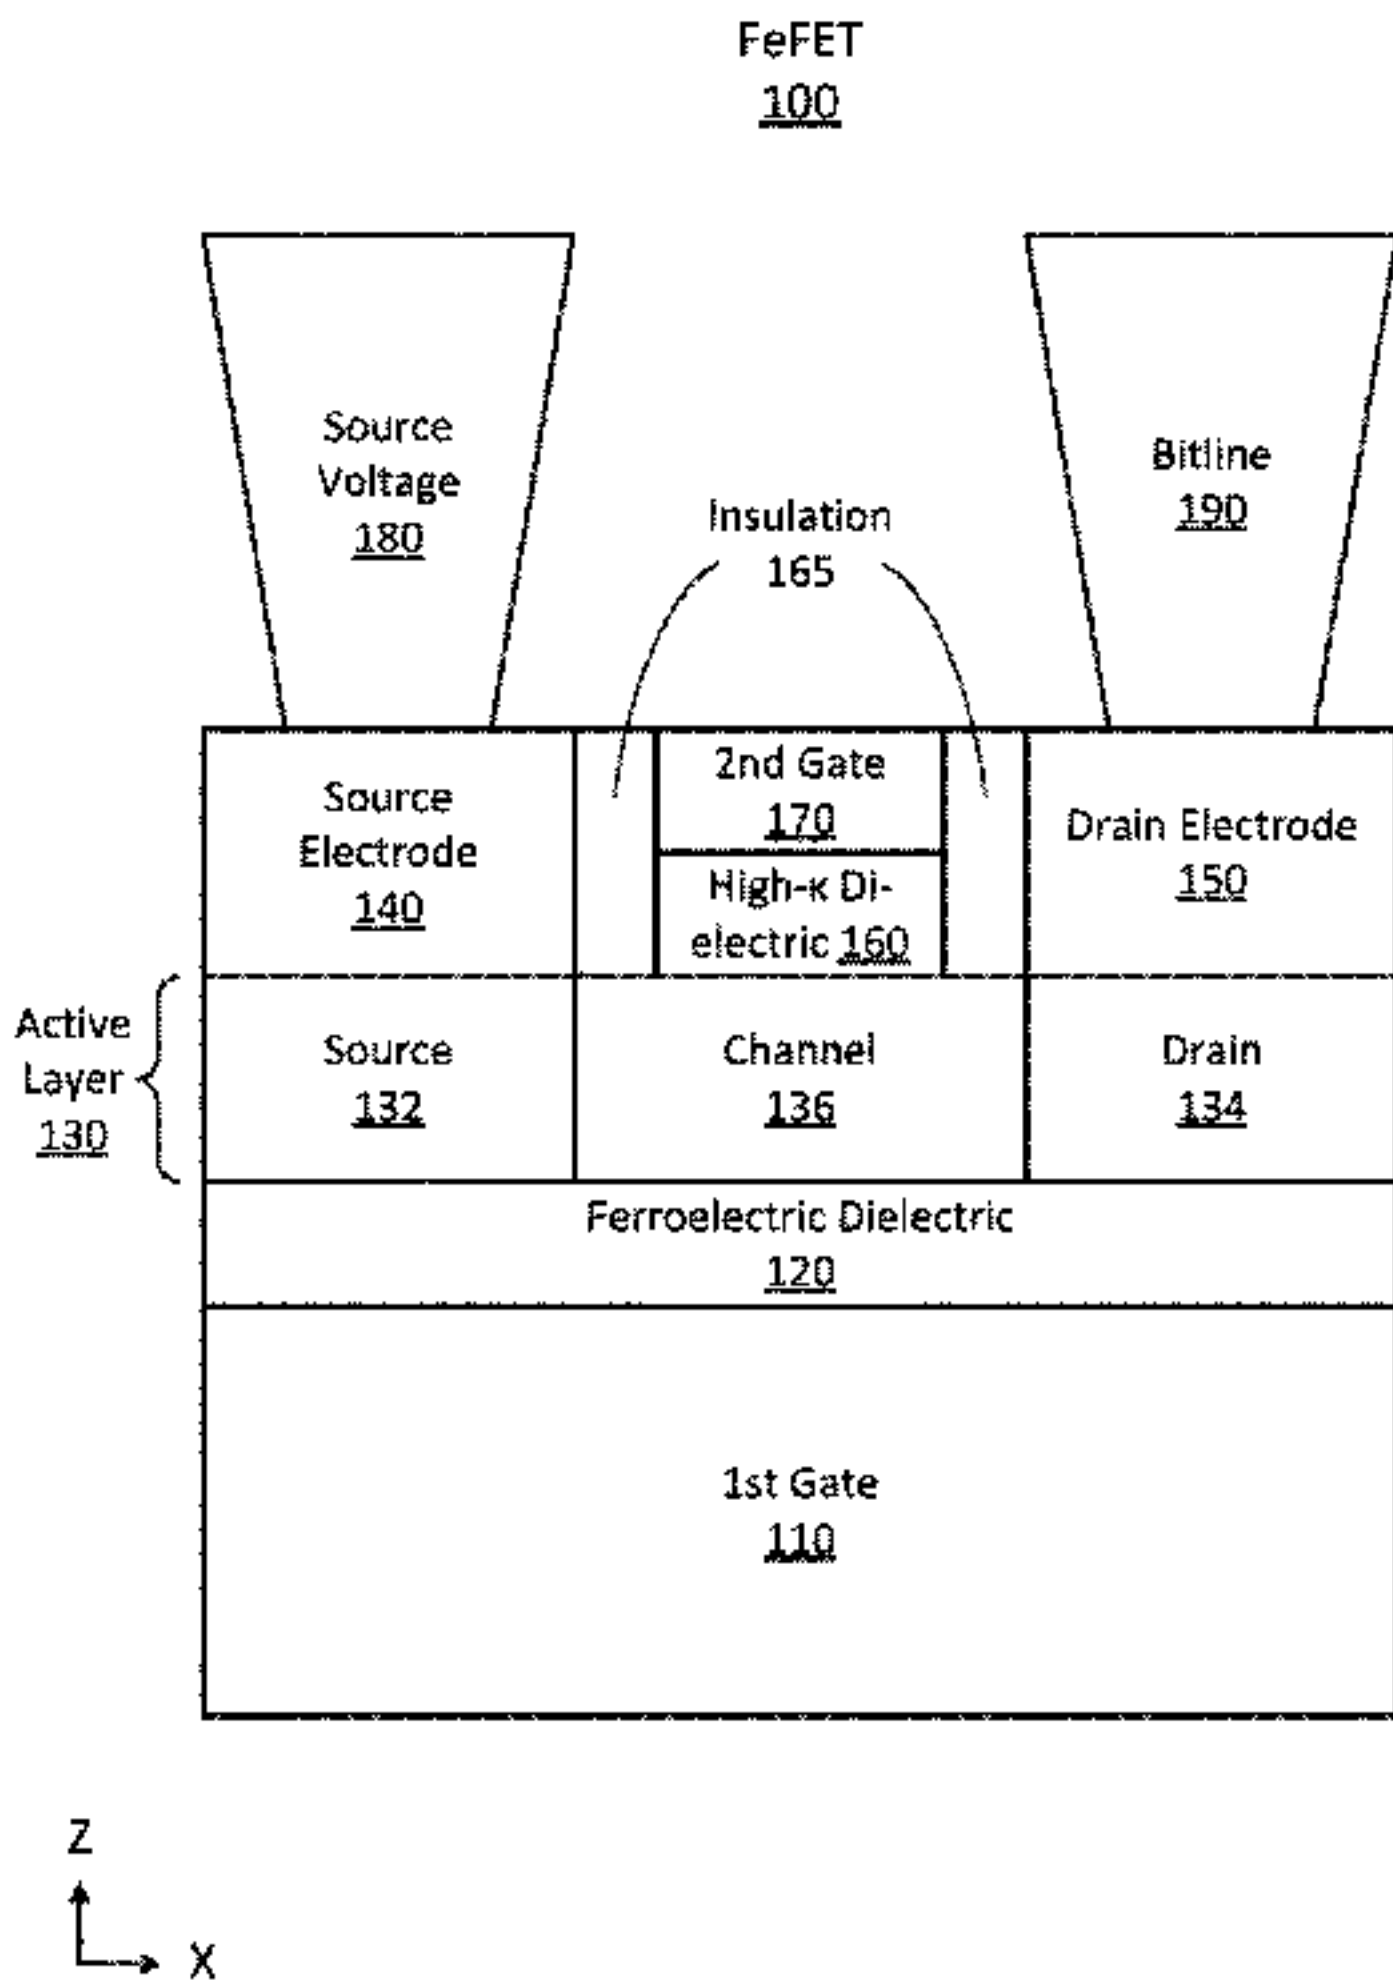 FeFET
100
Source
Voltage
180
Bitline
190
Insulation
165
Source
Electrode
140
2nd Gate
170
High-κ Di-
electric 160
Drain Electrode
150
Active
Layer
130
Source
132
Channel
136
Drain
134
Ferroelectric Dielectric
120
1st Gate
110
Z
X